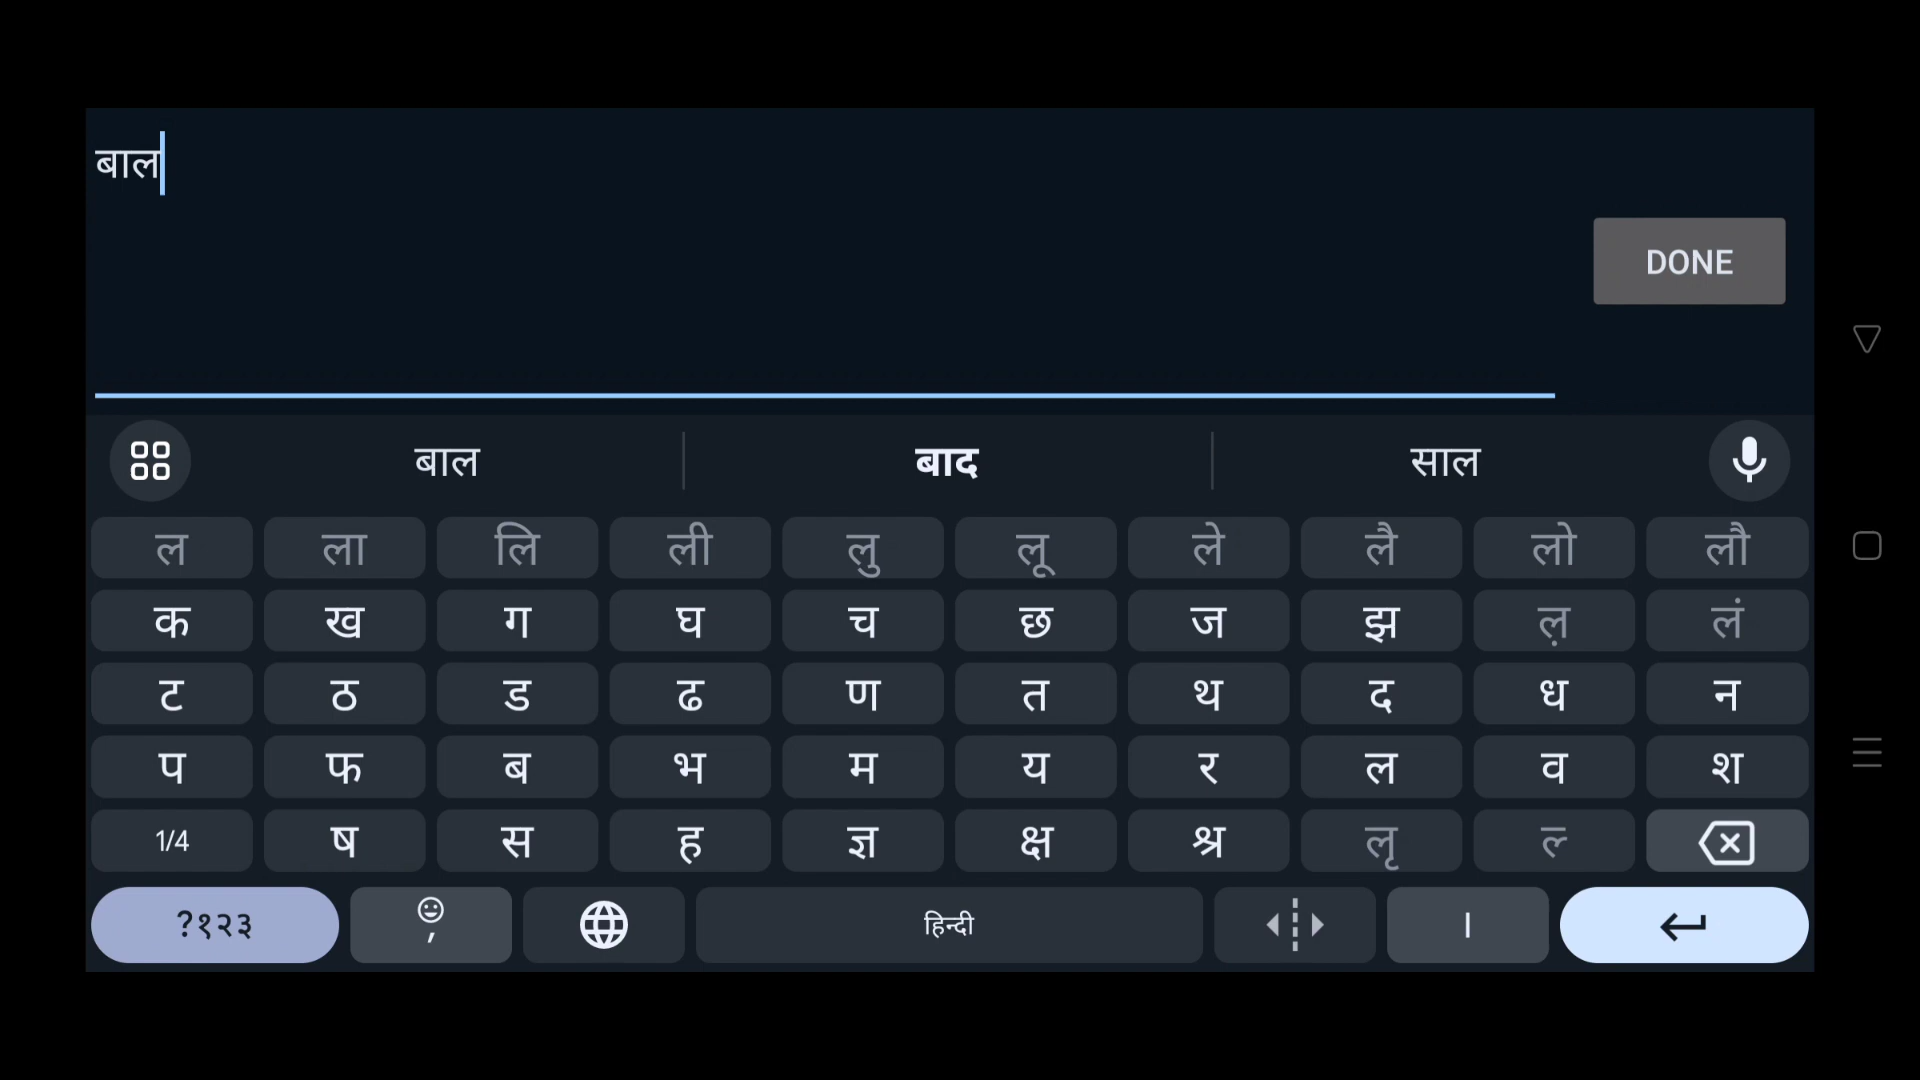 बाल
DONE
बाल बाद साल
ल ला लि ली लु लू ले लै लो लौ
क ख ग घ च छ ज झ ल़ लं
ट ठ ड ढ ण त थ द ध न
प फ ब भ म य र ल व श
1/4 ष स ह ज्ञ क्ष श्र लृ ल्
?१२३ , हिन्दी ।